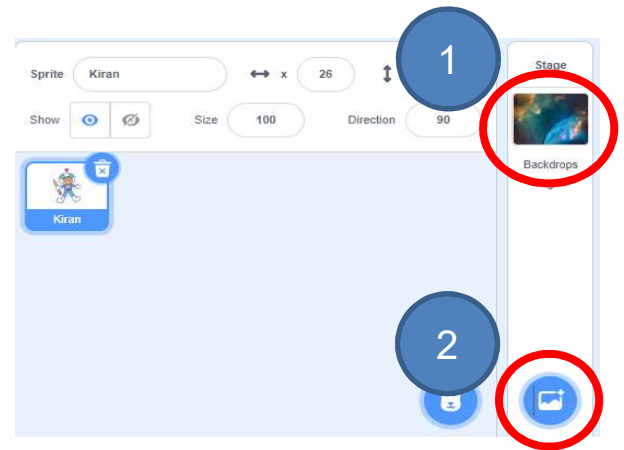 1
Stage
Sprite Kiran x 26
Show Size 100 Direction 90
Backdrops
Kiran
2